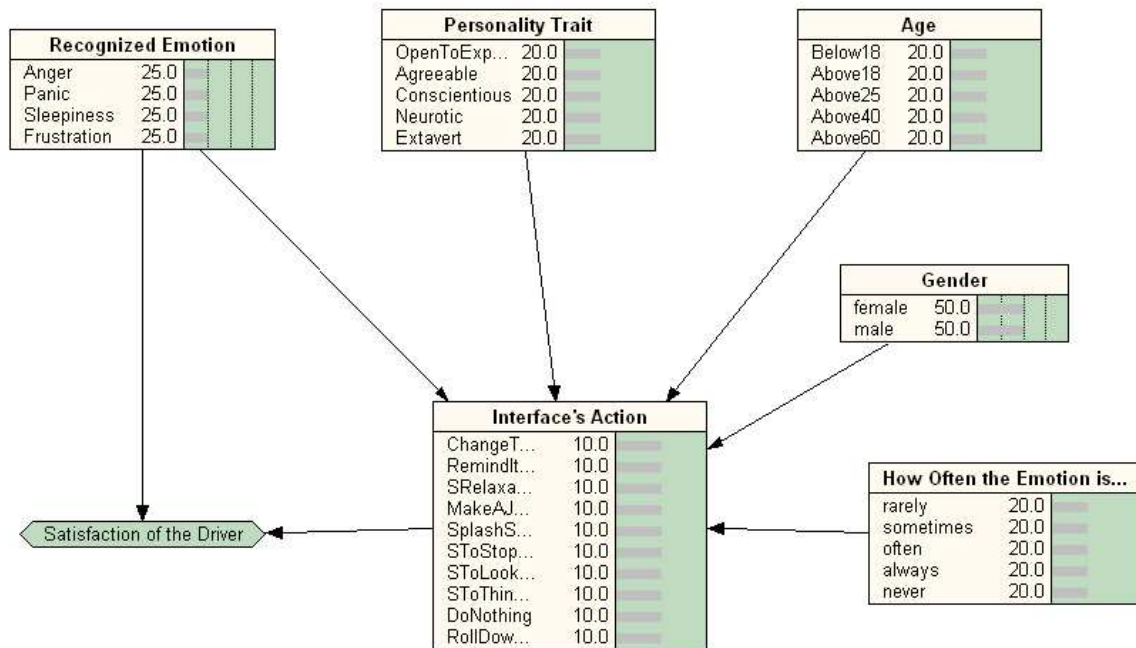 Recognized Emotion
Anger 25.0
Panic 25.0
Sleepiness 25.0
Frustration 25.0
Personality Trait
OpenToExp... 20.0
Agreeable 20.0
Conscientious 20.0
Neurotic 20.0
Extavert 20.0
Age
Below18 20.0
Above18 20.0
Above25 20.0
Above40 20.0
Above60 20.0
Gender
female 50.0
male 50.0
Interface's Action
ChangeT... 10.0
RemindIt... 10.0
SRelaxa... 10.0
MakeAJ... 10.0
SplashS... 10.0
SToStop... 10.0
SToLook... 10.0
SToThin... 10.0
DoNothing 10.0
RollDow... 10.0
How Often the Emotion is...
rarely 20.0
sometimes 20.0
often 20.0
always 20.0
never 20.0
Satisfaction of the Driver